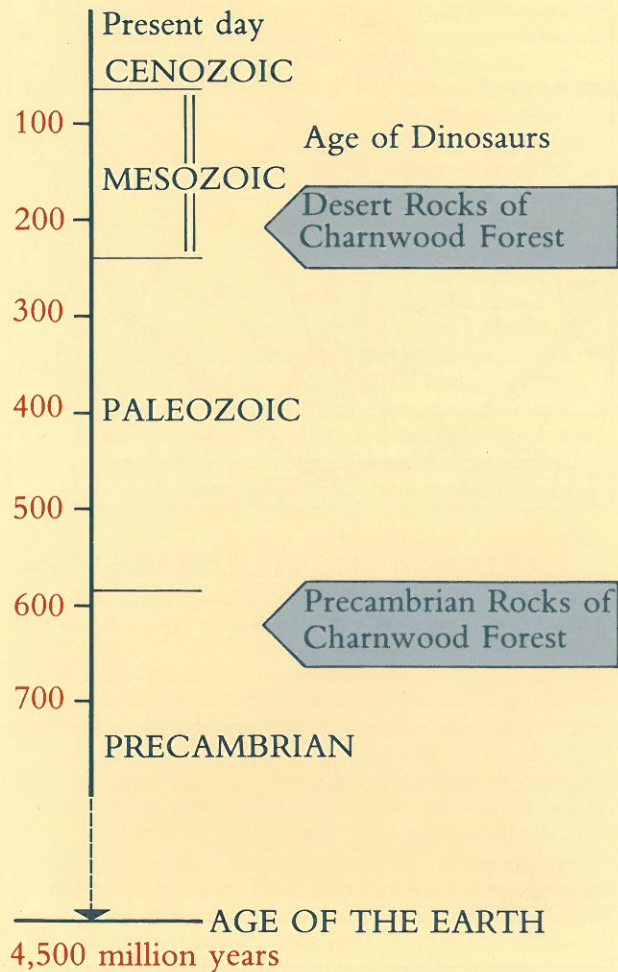 Present day
CENOZOIC
100
Age of Dinosaurs
MESOZOIC
200
Desert Rocks of
Charnwood Forest
300
400
PALEOZOIC
500
600
Precambrian Rocks of
Charnwood Forest
700
PRECAMBRIAN
AGE OF THE EARTH
4,500 million years